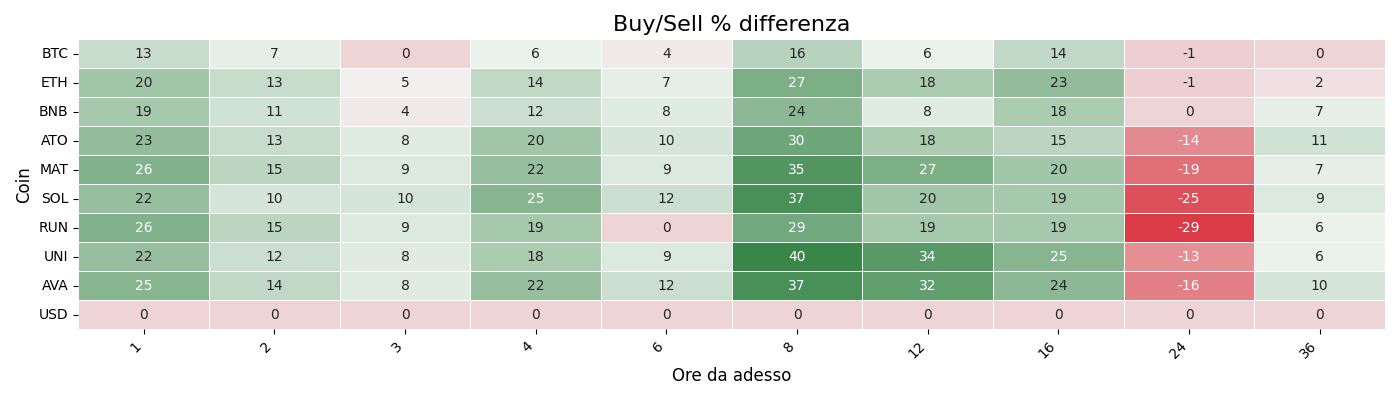 Buy/Sell % differenza
Coin
BTC 13 7 0 6 4 16 6 14 -1 0
ETH 20 13 5 14 7 27 18 23 -1 2
BNB 19 11 4 12 8 24 8 18 0 7
ATO 23 13 8 20 10 30 18 15 -14 11
MAT 26 15 9 22 9 35 27 20 -19 7
SOL 22 10 10 25 12 37 20 19 -25 9
RUN 26 15 9 19 0 29 19 19 -29 6
UNI 22 12 8 18 9 40 34 25 -13 6
AVA 25 14 8 22 12 37 32 24 -16 10
USD 0 0 0 0 0 0 0 0 0 0
1 2 3 4 6 8 12 16 24 36
Ore da adesso